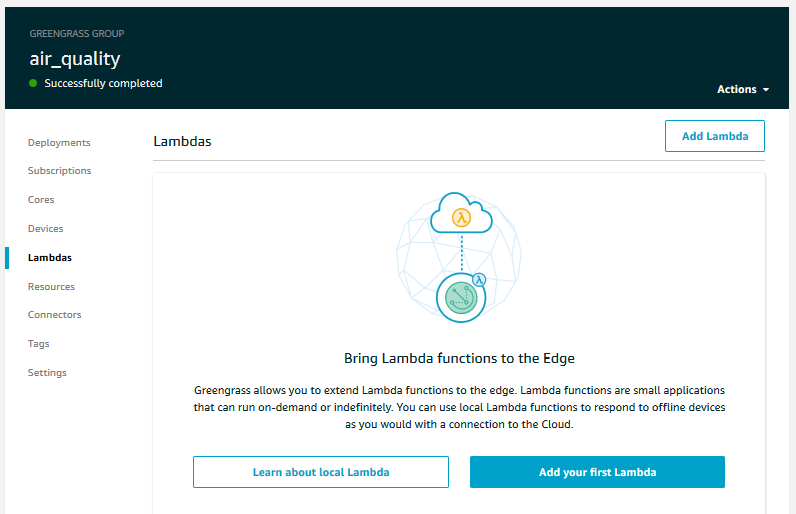 GREENGRASS GROUP
air_quality
Successfully completed
Actions
Deployments
Subscriptions
Cores
Devices
Lambdas
Resources
Connectors
Tags
Settings
Lambdas
Add Lambda
λ
λ
Bring Lambda functions to the Edge
Greengrass allows you to extend Lambda functions to the edge. Lambda functions are small applications
that can run on-demand or indefinitely. You can use local Lambda functions to respond to offline devices
as you would with a connection to the Cloud.
Learn about local Lambda
Add your first Lambda